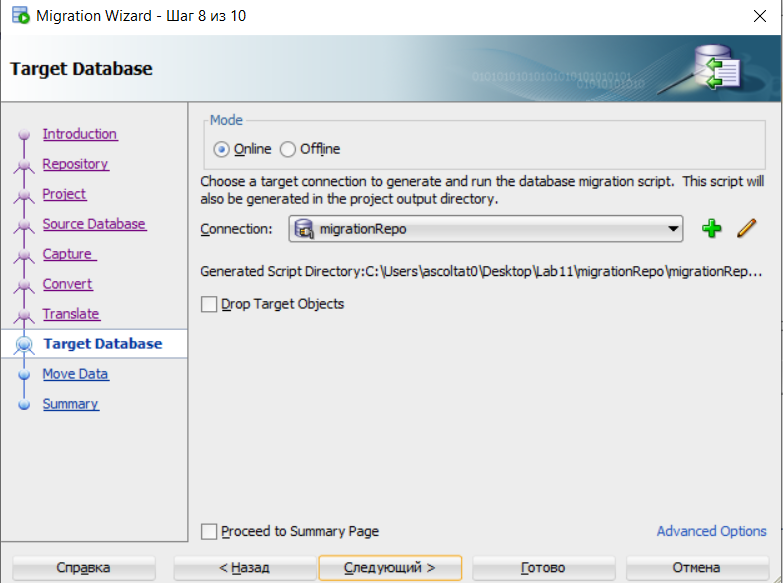 Migration Wizard - Шаг 8 из 10
Target Database
Introduction
Repository
Project
Source Database
Capture
Convert
Translate
Target Database
Move Data
Summary
Mode
Online Offline
Choose a target connection to generate and run the database migration script. This script will
also be generated in the project output directory.
Connection: migrationRepo
Generated Script Directory:C:\Users\ascoltat0\Desktop\Lab11\migrationRepo\migrationRep...
Drop Target Objects
Proceed to Summary Page Advanced Options
Справка < Назад Следующий > Готово Отмена